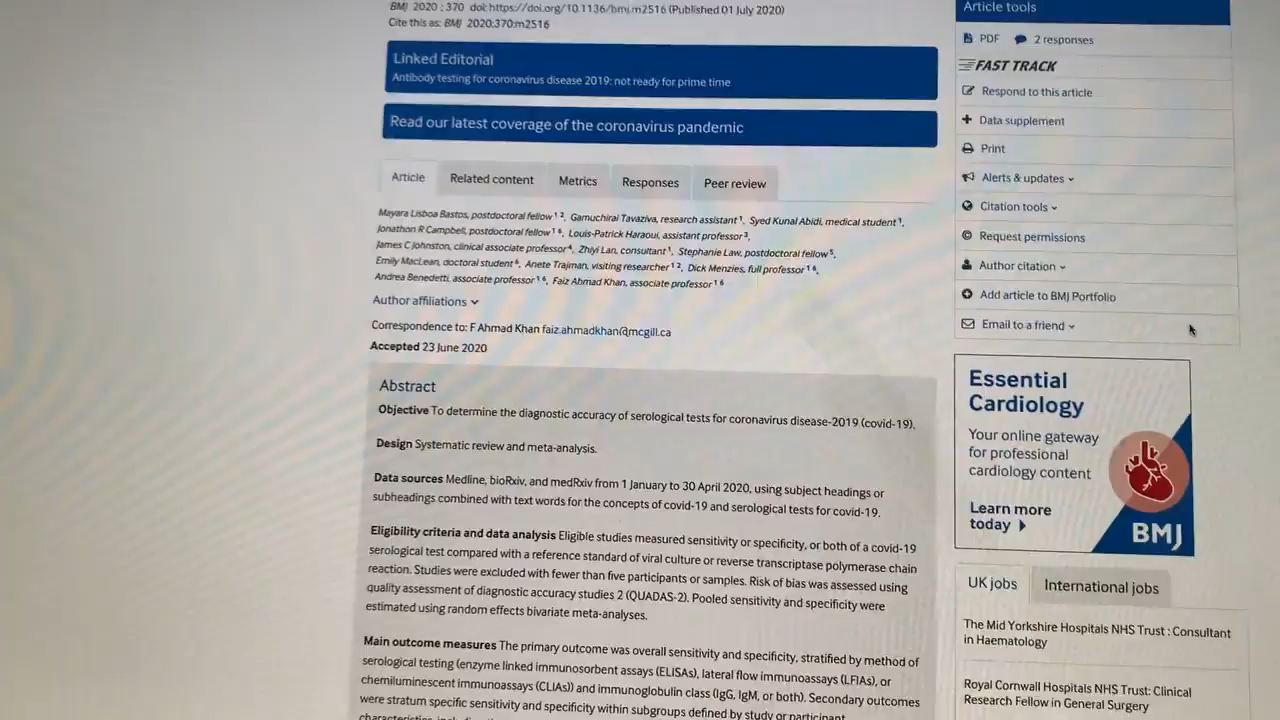 BMJ 2020 ; 370 doi: https://doi.org/10.1136/bmj.m2516 (Published 01 July 2020)
Cite this as: BMJ 2020;370:m2516
Linked Editorial
Antibody testing for coronavirus disease 2019: not ready for prime time
Read our latest coverage of the coronavirus pandemic
Article Related content Metrics Responses Peer review
Mayara Lisboa Bastos, postdoctoral fellow 1 2, Gamuchirai Tavaziva, research assistant 1, Syed Kunal Abidi, medical student 1,
Jonathon R Campbell, postdoctoral fellow 1 6, Louis-Patrick Haraoui, assistant professor 3,
James C Johnston, clinical associate professor 4, Zhiyi Lan, consultant 1, Stephanie Law, postdoctoral fellow 5,
Emily MacLean, doctoral student 6, Anete Trajman, visiting researcher 1 2, Dick Menzies, full professor 1 6,
Andrea Benedetti, associate professor 1 6, Faiz Ahmad Khan, associate professor 1 6
Author affiliations
Correspondence to: F Ahmad Khan faiz.ahmadkhan@mcgill.ca
Accepted 23 June 2020
Abstract
Objective To determine the diagnostic accuracy of serological tests for coronavirus disease-2019 (covid-19).
Design Systematic review and meta-analysis.
Data sources Medline, bioRxiv, and medRxiv from 1 January to 30 April 2020, using subject headings or
subheadings combined with text words for the concepts of covid-19 and serological tests for covid-19.
Eligibility criteria and data analysis Eligible studies measured sensitivity or specificity, or both of a covid-19
serological test compared with a reference standard of viral culture or reverse transcriptase polymerase chain
reaction. Studies were excluded with fewer than five participants or samples. Risk of bias was assessed using
quality assessment of diagnostic accuracy studies 2 (QUADAS-2). Pooled sensitivity and specificity were
estimated using random effects bivariate meta-analyses.
Main outcome measures The primary outcome was overall sensitivity and specificity, stratified by method of
serological testing (enzyme linked immunosorbent assays (ELISAs), lateral flow immunoassays (LFIAs), or
chemiluminescent immunoassays (CLIAs)) and immunoglobulin class (IgG, IgM, or both). Secondary outcomes
were stratum specific sensitivity and specificity within subgroups defined by study or participant
Article tools
PDF 2 responses
FAST TRACK
Respond to this article
Data supplement
Print
Alerts & updates
Citation tools
Request permissions
Author citation
Add article to BMJ Portfolio
Email to a friend
Essential
Cardiology
Your online gateway
for professional
cardiology content
Learn more
today
BMJ
UK jobs International jobs
The Mid Yorkshire Hospitals NHS Trust : Consultant
in Haematology
Royal Cornwall Hospitals NHS Trust: Clinical
Research Fellow in General Surgery